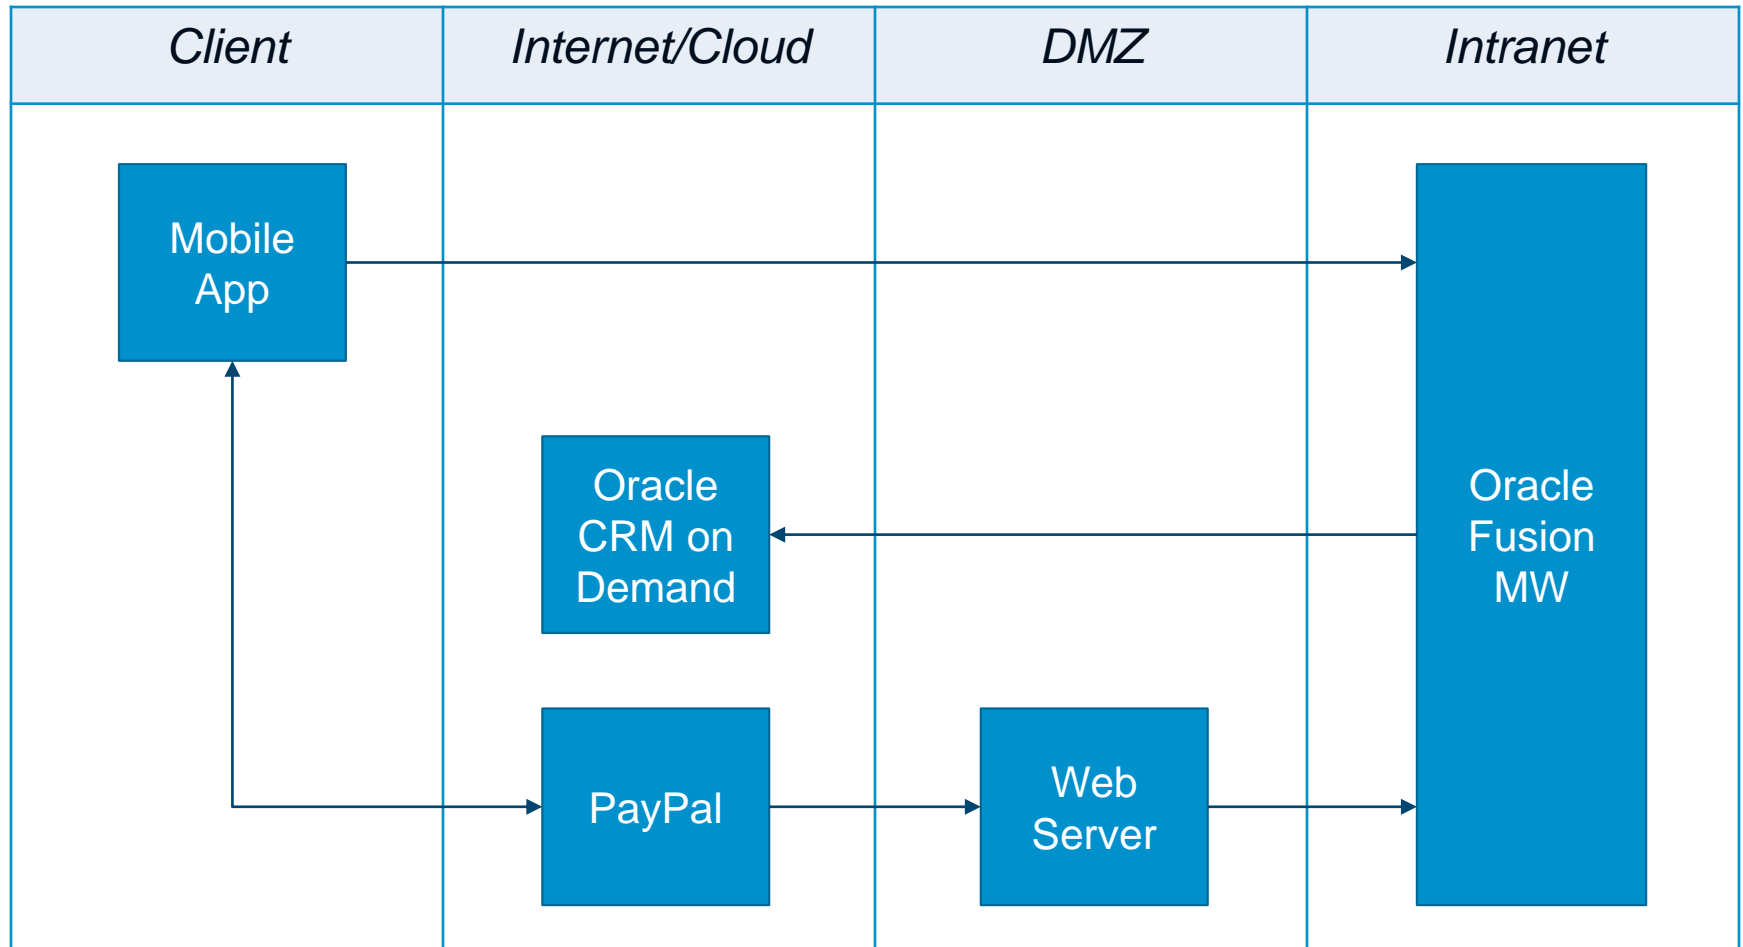 Client
Internet/Cloud
DMZ
Intranet
Mobile
App
Oracle
CRM on
Demand
Oracle
Fusion
MW
PayPal
Web
Server